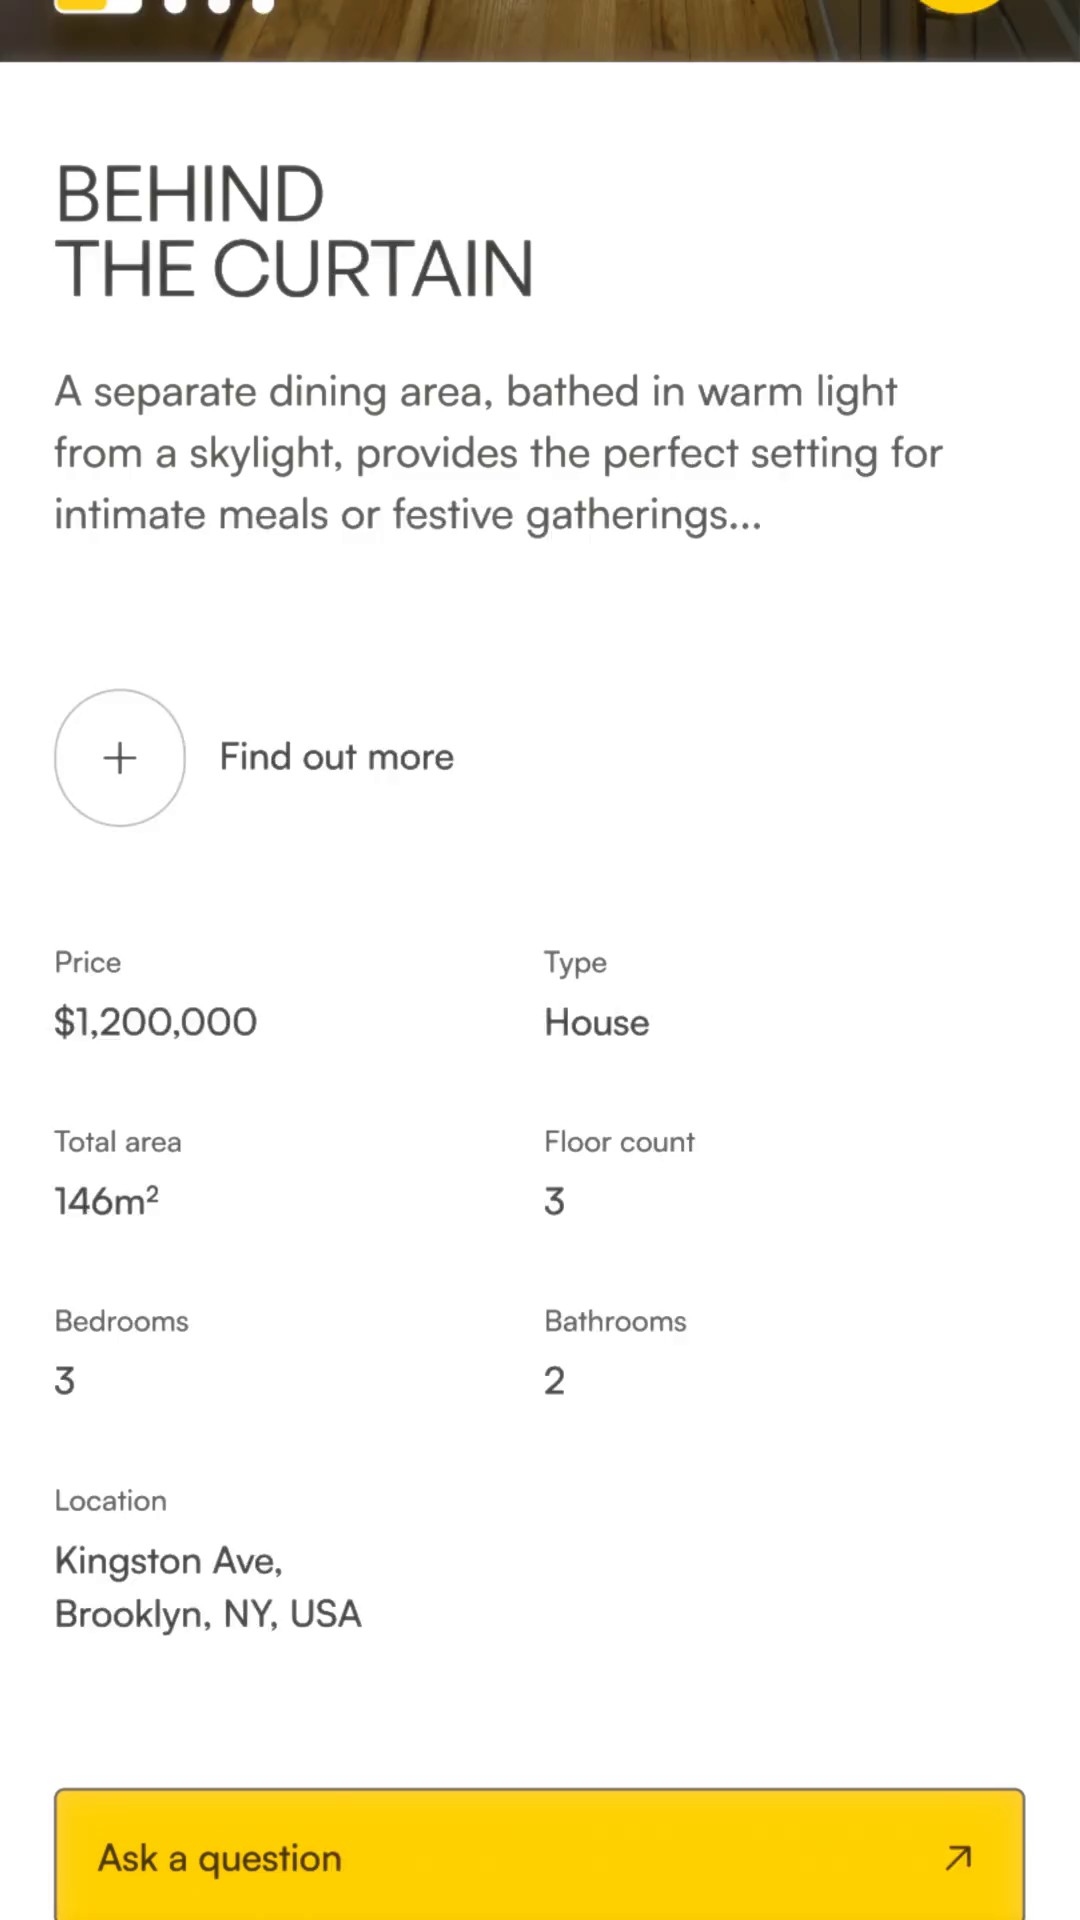 BEHIND
THE CURTAIN
A separate dining area, bathed in warm light
from a skylight, provides the perfect setting for
intimate meals or festive gatherings...
Find out more
Price
Type
$1,200,000
House
Total area
Floor count
146m²
3
Bedrooms
Bathrooms
3
2
Location
Kingston Ave,
Brooklyn, NY, USA
Ask a question